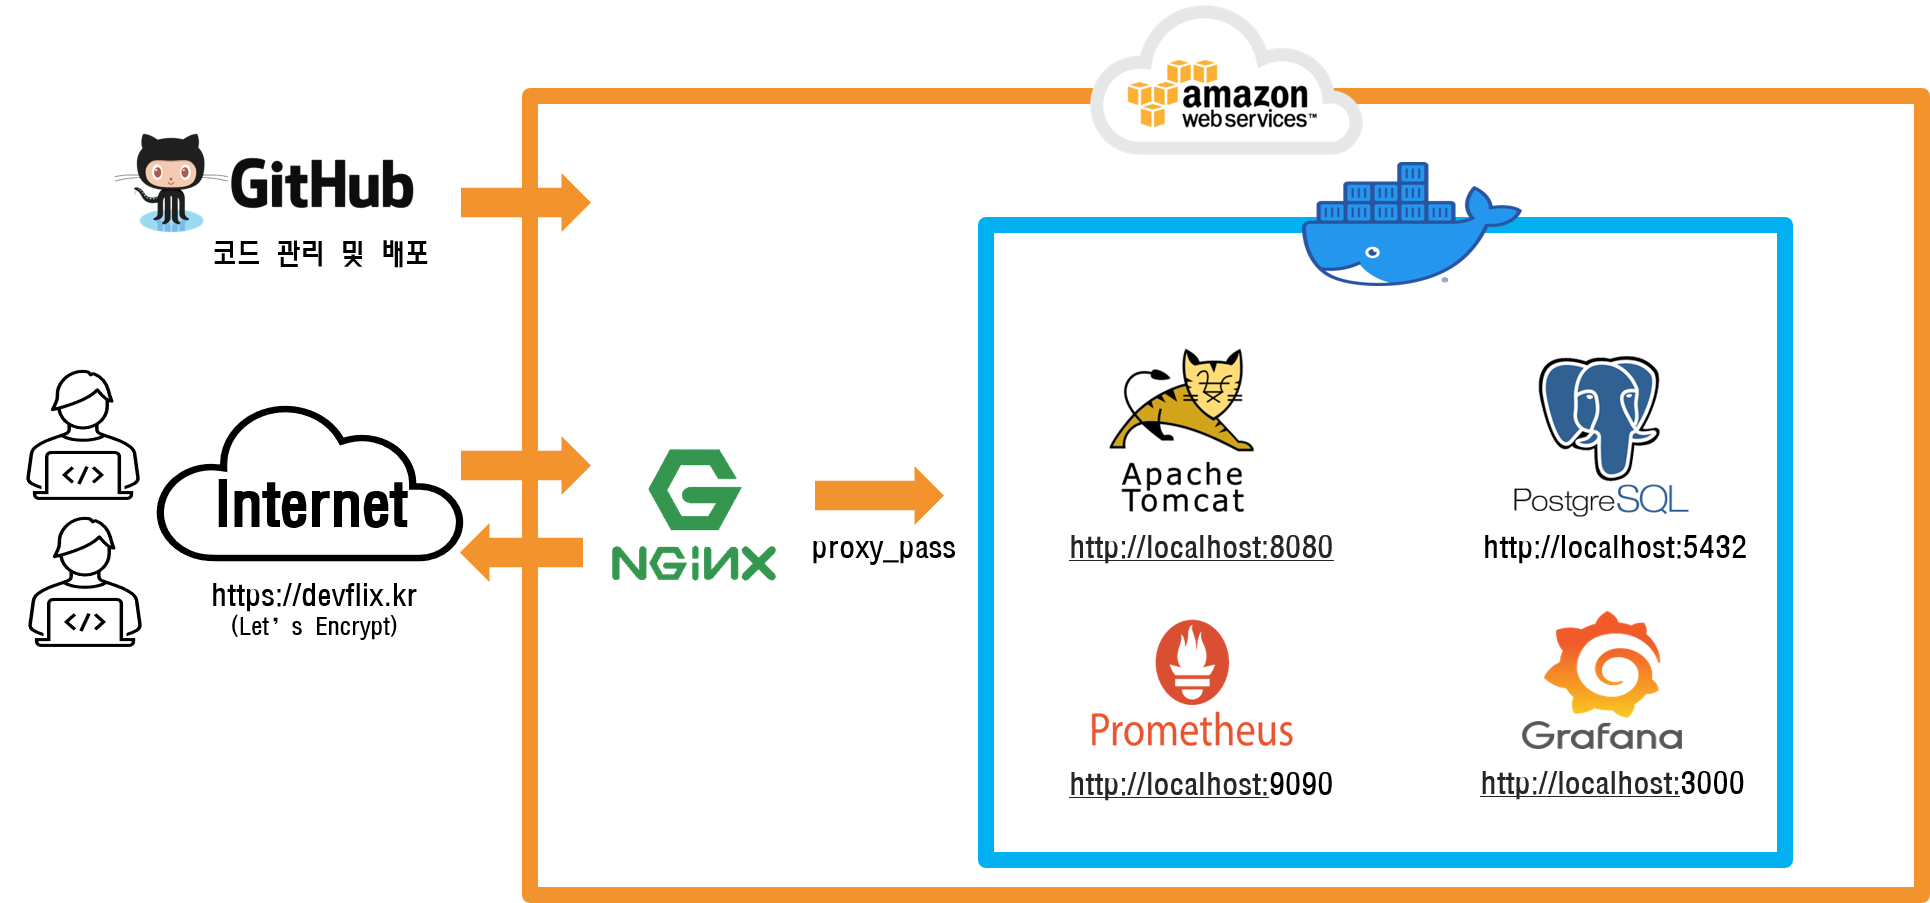 amazon
web services™
GitHub
코드 관리 및 배포
Internet
https://devflix.kr
(Let's Encrypt)
NGiNX
proxy_pass
Apache
Tomcat
http://localhost:8080
PostgreSQL
http://localhost:5432
Prometheus
http://localhost:9090
Grafana
http://localhost:3000